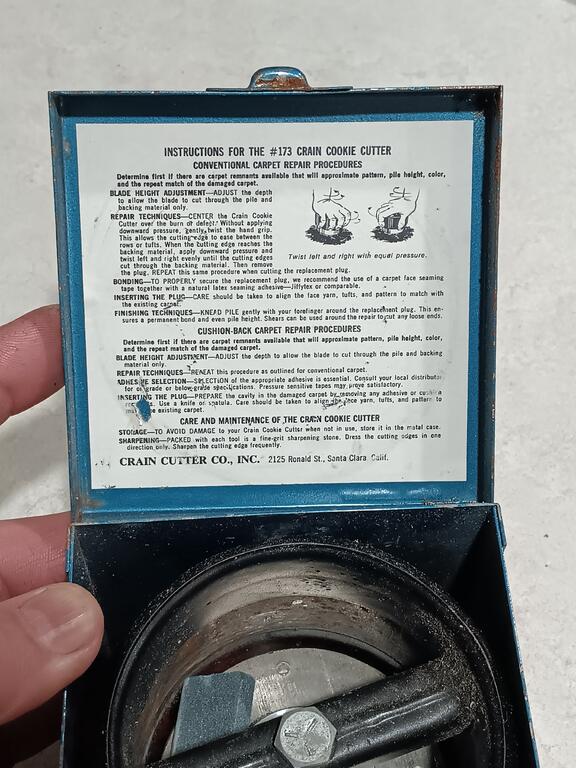 INSTRUCTIONS FOR THE #173 CRAIN COOKIE CUTTER
CONVENTIONAL CARPET REPAIR PROCEDURES
Determine first if there are carpet remnants available that will approximate pattern, pile height, color,
and the repeat match of the damaged carpet.
BLADE HEIGHT ADJUSTMENT—ADJUST the depth
to allow the blade to cut through the pile and
backing material only.
REPAIR TECHNIQUES—CENTER the Crain Cookie
Cutter over the burn or defect. Without applying
downward pressure, gently twist the hand grip.
This allows the cutting edge to ease between the
rows or tufts. When the cutting edge reaches the
backing material, apply downward pressure and
twist left and right evenly until the cutting edges
cut through the backing material. Then remove
the plug. REPEAT this same procedure when cutting the replacement plug.
Twist left and right with equal pressure.
BONDING—TO PROPERLY secure the replacement plug, we recommend the use of a carpet face seaming
tape together with a natural latex seaming adhesive—Jiffytex or comparable.
INSERTING THE PLUG—CARE should be taken to align the face yarn, tufts, and pattern to match with
the existing carpet.
FINISHING TECHNIQUES—KNEAD PILE gently with your forefinger around the replacement plug. This en-
sures a permanent bond and even pile height. Shears can be used around the repair to cut any loose ends.
CUSHION-BACK CARPET REPAIR PROCEDURES
Determine first if there are carpet remnants available that will approximate pattern, pile height, color,
and the repeat match of the damaged carpet.
BLADE HEIGHT ADJUSTMENT—ADJUST the depth to allow the blade to cut through the pile and backing
material only.
REPAIR TECHNIQUES—REPEAT this procedure as outlined for conventional carpet.
ADHESIVE SELECTION—SELECTION of the appropriate adhesive is essential. Consult your local distributor
for on grade or below grade specifications. Pressure sensitive tapes may prove satisfactory.
INSERTING THE PLUG—PREPARE the cavity in the damaged carpet by removing any adhesive or cushion
Use a knife or spatula. Care should be taken to align the face yarn, tufts, and pattern to
the existing carpet.
CARE AND MAINTENANCE OF THE CRAIN COOKIE CUTTER
STORAGE—TO AVOID DAMAGE to your Crain Cookie Cutter when not in use, store it in the metal case.
SHARPENING—PACKED with each tool is a fine-grit sharpening stone. Dress the cutting edges in one
direction only. Sharpen the cutting edge frequently.
CRAIN CUTTER CO., INC. 2125 Ronald St., Santa Clara, Calif.